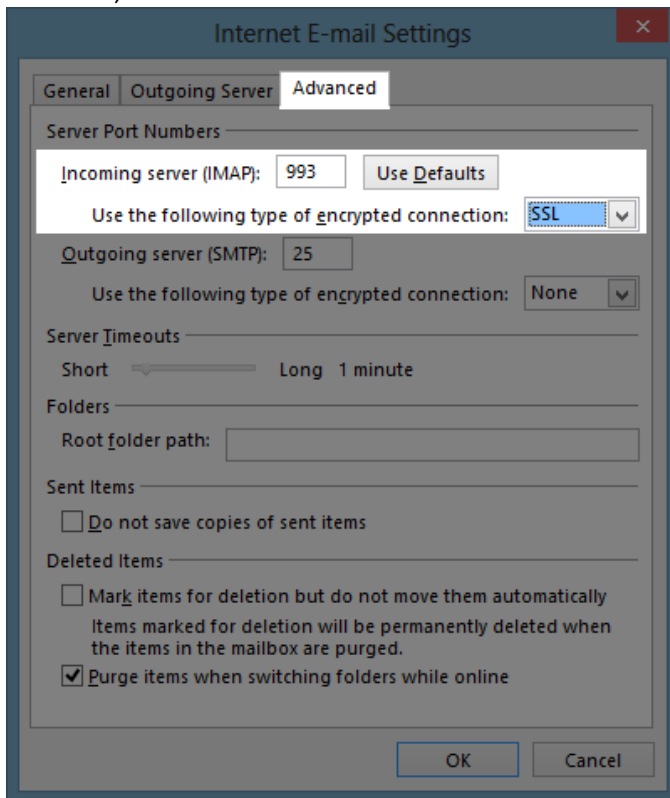 Internet E-mail Settings
General Outgoing Server Advanced
Server Port Numbers
Incoming server (IMAP): 993 Use Defaults
Use the following type of encrypted connection: SSL
Outgoing server (SMTP): 25
Use the following type of encrypted connection: None
Server Timeouts
Short Long 1 minute
Folders
Root folder path:
Sent Items
Do not save copies of sent items
Deleted Items
Mark items for deletion but do not move them automatically
Items marked for deletion will be permanently deleted when
the items in the mailbox are purged.
Purge items when switching folders while online
OK Cancel